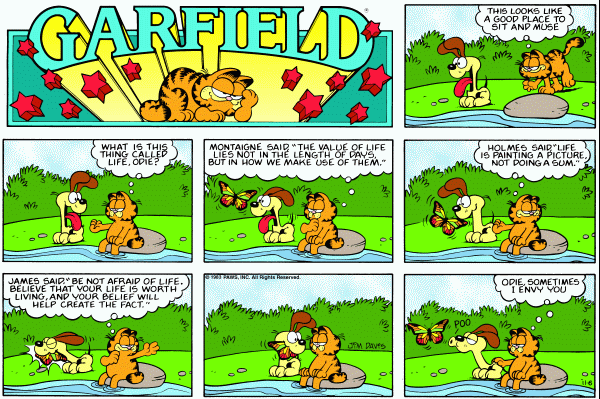 GARFIELD
®
THIS LOOKS LIKE
A GOOD PLACE TO
SIT AND MUSE
WHAT IS THIS
THING CALLED
LIFE, ODIE?
MONTAIGNE SAID, "THE VALUE OF LIFE
LIES NOT IN THE LENGTH OF DAYS,
BUT IN HOW WE MAKE USE OF THEM."
HOLMES SAID, "LIFE
IS PAINTING A PICTURE,
NOT DOING A SUM."
JAMES SAID, "BE NOT AFRAID OF LIFE.
BELIEVE THAT YOUR LIFE IS WORTH
LIVING, AND YOUR BELIEF WILL
HELP CREATE THE FACT."
© 1983 PAWS, INC. All Rights Reserved.
JIM DAVIS
ODIE, SOMETIMES
I ENVY YOU
POO
11-6